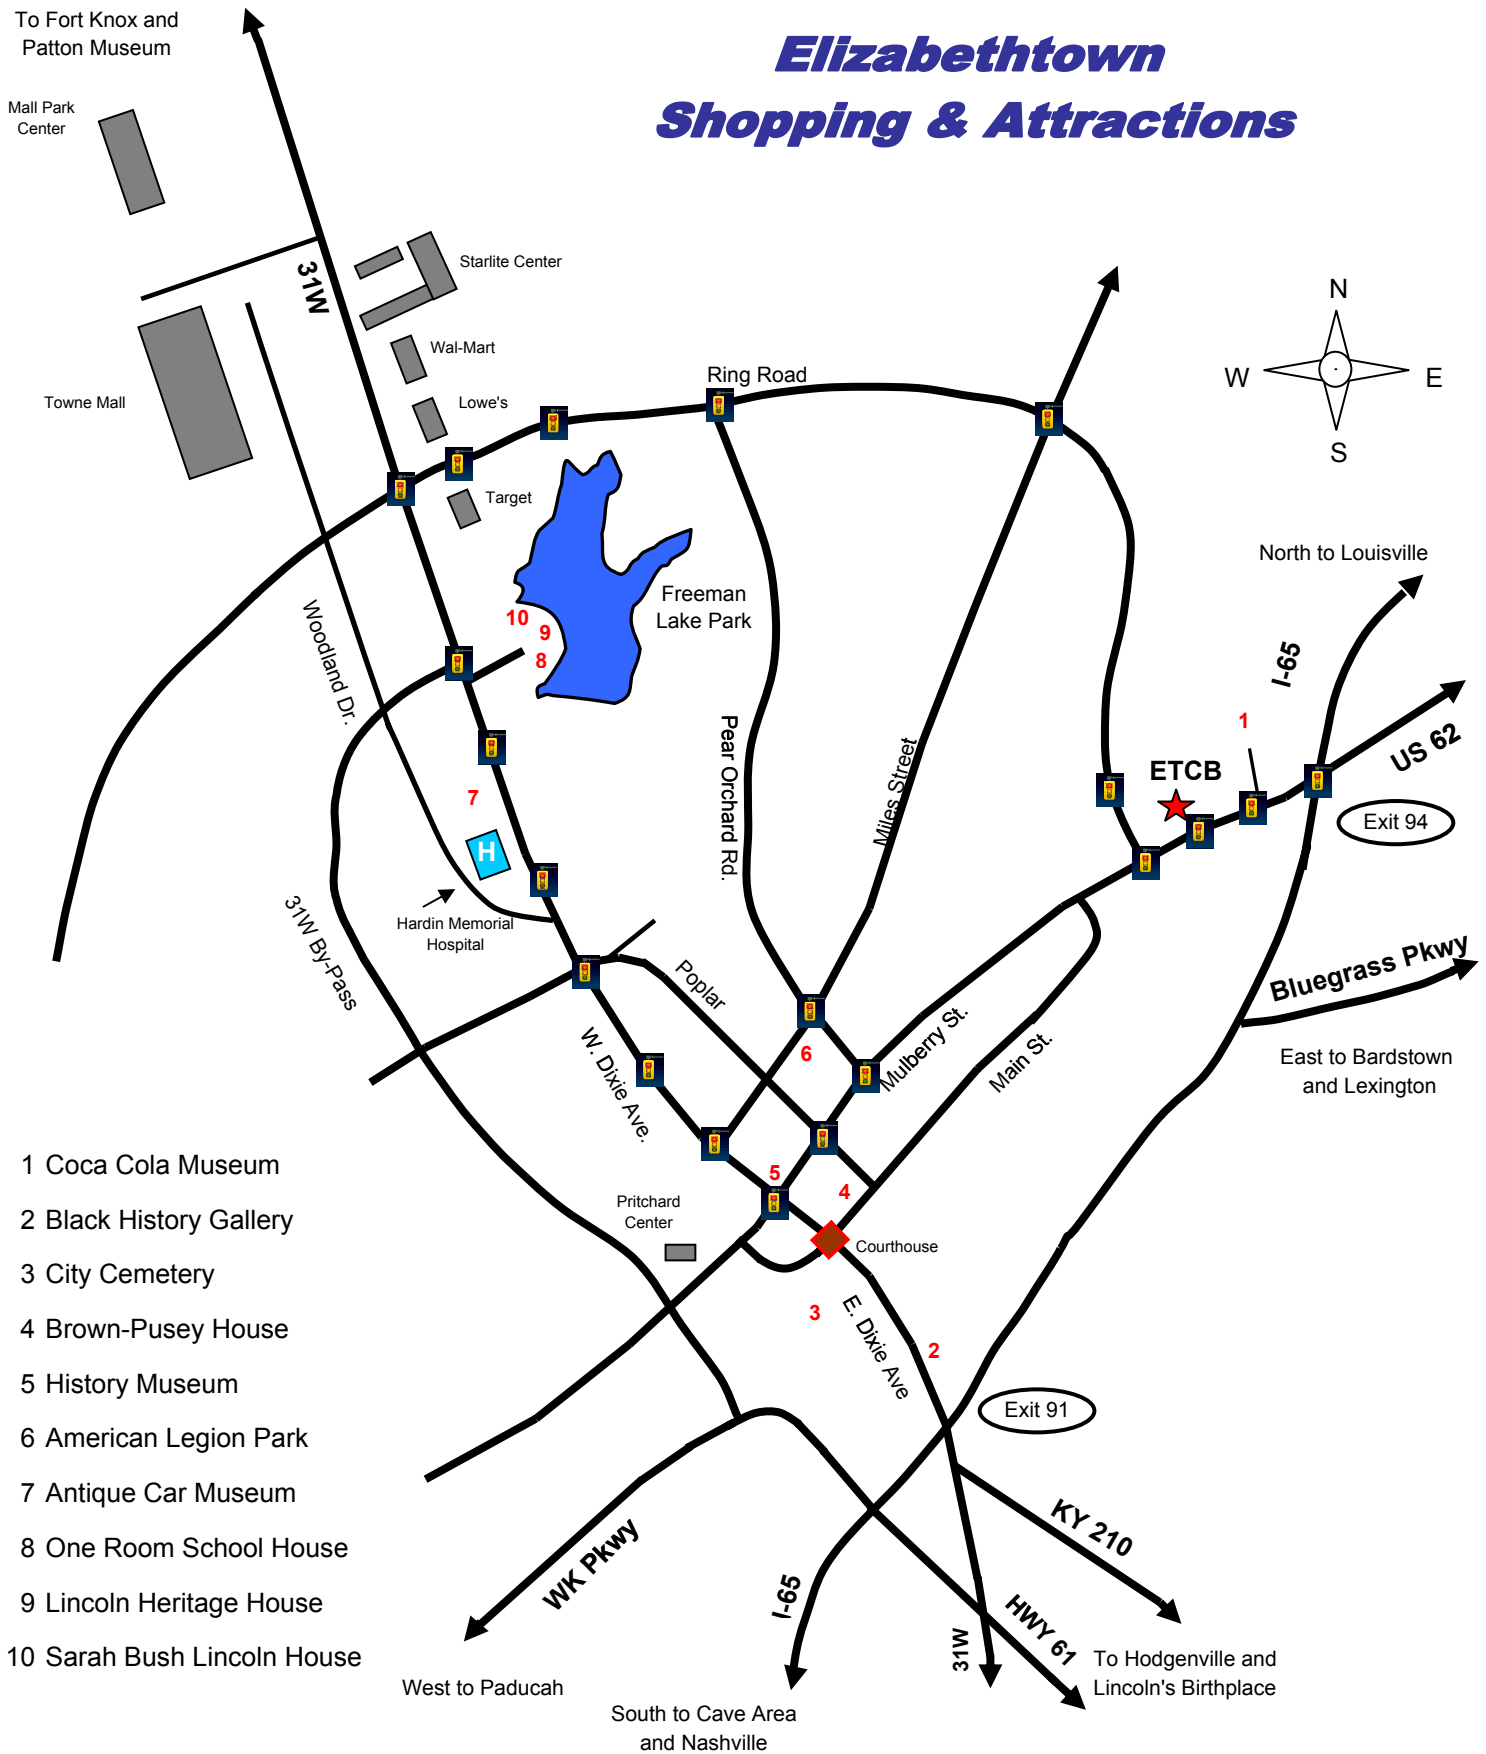 To Fort Knox and
Patton Museum
Elizabethtown
Shopping & Attractions
Mall Park
Center
31W
Starlite Center
N
W
E
S
Wal-Mart
Towne Mall
Lowe's
Ring Road
Target
North to Louisville
Freeman
Lake Park
10
9
8
Woodland Dr.
I-65
1
US 62
Pear Orchard Rd.
Miles Street
ETCB
7
Exit 94
H
Hardin Memorial
Hospital
31W By-Pass
Poplar
Bluegrass Pkwy
W. Dixie Ave.
6
Mulberry St.
Main St.
East to Bardstown
and Lexington
5
4
Pritchard
Center
Courthouse
3
E. Dixie Ave
2
Exit 91
1 Coca Cola Museum
2 Black History Gallery
3 City Cemetery
4 Brown-Pusey House
5 History Museum
6 American Legion Park
7 Antique Car Museum
8 One Room School House
9 Lincoln Heritage House
10 Sarah Bush Lincoln House
WK Pkwy
KY 210
I-65
HWY 61
31W
West to Paducah
To Hodgenville and
Lincoln's Birthplace
South to Cave Area
and Nashville